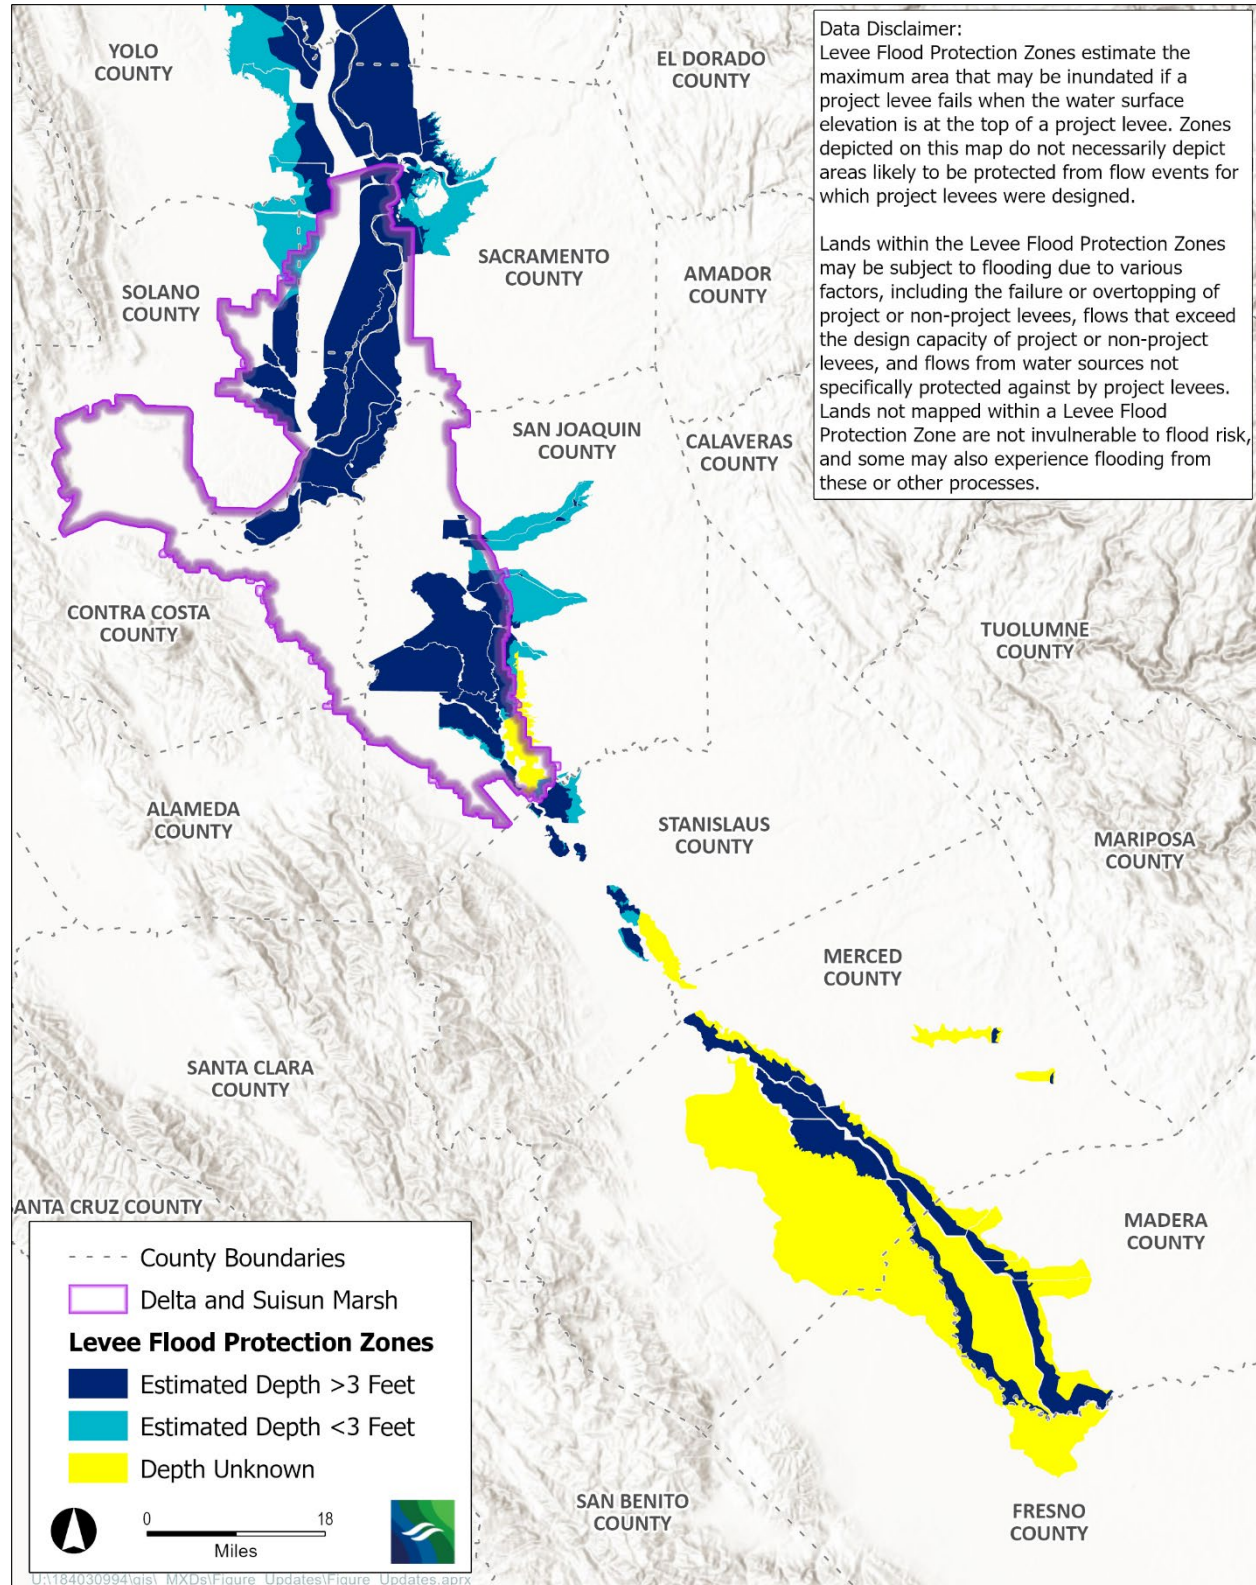 Data Disclaimer:
Levee Flood Protection Zones estimate the
maximum area that may be inundated if a
project levee fails when the water surface
elevation is at the top of a project levee. Zones
depicted on this map do not necessarily depict
areas likely to be protected from flow events for
which project levees were designed.
Lands within the Levee Flood Protection Zones
may be subject to flooding due to various
factors, including the failure or overtopping of
project or non-project levees, flows that exceed
the design capacity of project or non-project
levees, and flows from water sources not
specifically protected against by project levees.
Lands not mapped within a Levee Flood
Protection Zone are not invulnerable to flood risk,
and some may also experience flooding from
these or other processes.
YOLO
COUNTY
EL DORADO
COUNTY
SACRAMENTO
COUNTY
AMADOR
COUNTY
SOLANO
COUNTY
SAN JOAQUIN
COUNTY
CALAVERAS
COUNTY
CONTRA COSTA
COUNTY
TUOLUMNE
COUNTY
ALAMEDA
COUNTY
STANISLAUS
COUNTY
MARIPOSA
COUNTY
MERCED
COUNTY
SANTA CLARA
COUNTY
ANTA CRUZ COUNTY
MADERA
COUNTY
SAN BENITO
COUNTY
FRESNO
COUNTY
County Boundaries
Delta and Suisun Marsh
Levee Flood Protection Zones
Estimated Depth >3 Feet
Estimated Depth <3 Feet
Depth Unknown
0 18
Miles
U:\184030994\gis\_MXDs\Figure_Updates\Figure_Updates.aprx